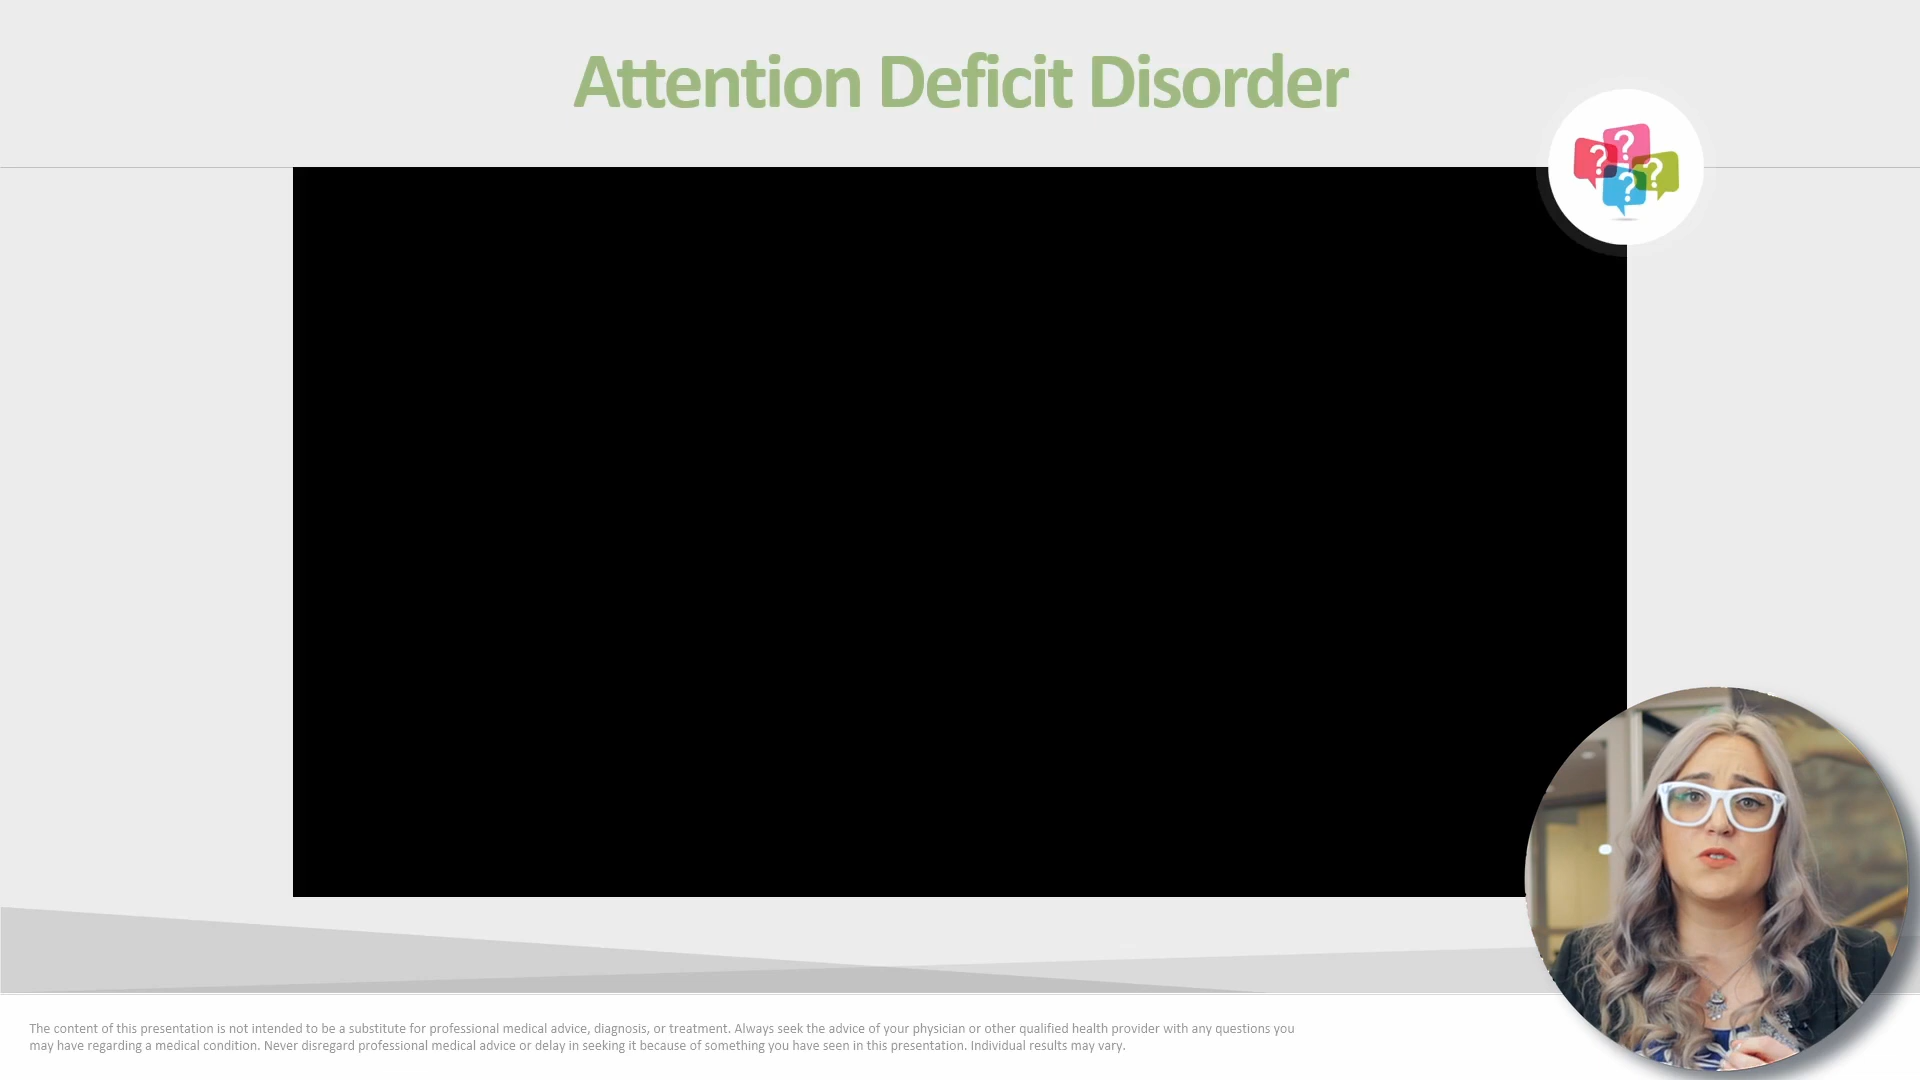 Attention Deficit Disorder
? ? ? ?
The content of this presentation is not intended to be a substitute for professional medical advice, diagnosis, or treatment. Always seek the advice of your physician or other qualified health provider with any questions you
may have regarding a medical condition. Never disregard professional medical advice or delay in seeking it because of something you have seen in this presentation. Individual results may vary.